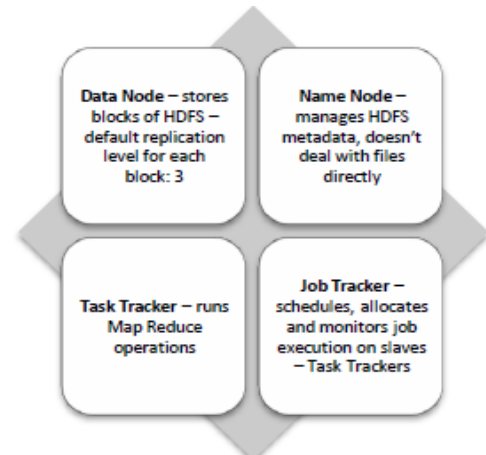 Data Node – stores
blocks of HDFS –
default replication
level for each
block: 3
Name Node –
manages HDFS
metadata, doesn't
deal with files
directly
Task Tracker – runs
Map Reduce
operations
Job Tracker –
schedules, allocates
and monitors job
execution on slaves
– Task Trackers